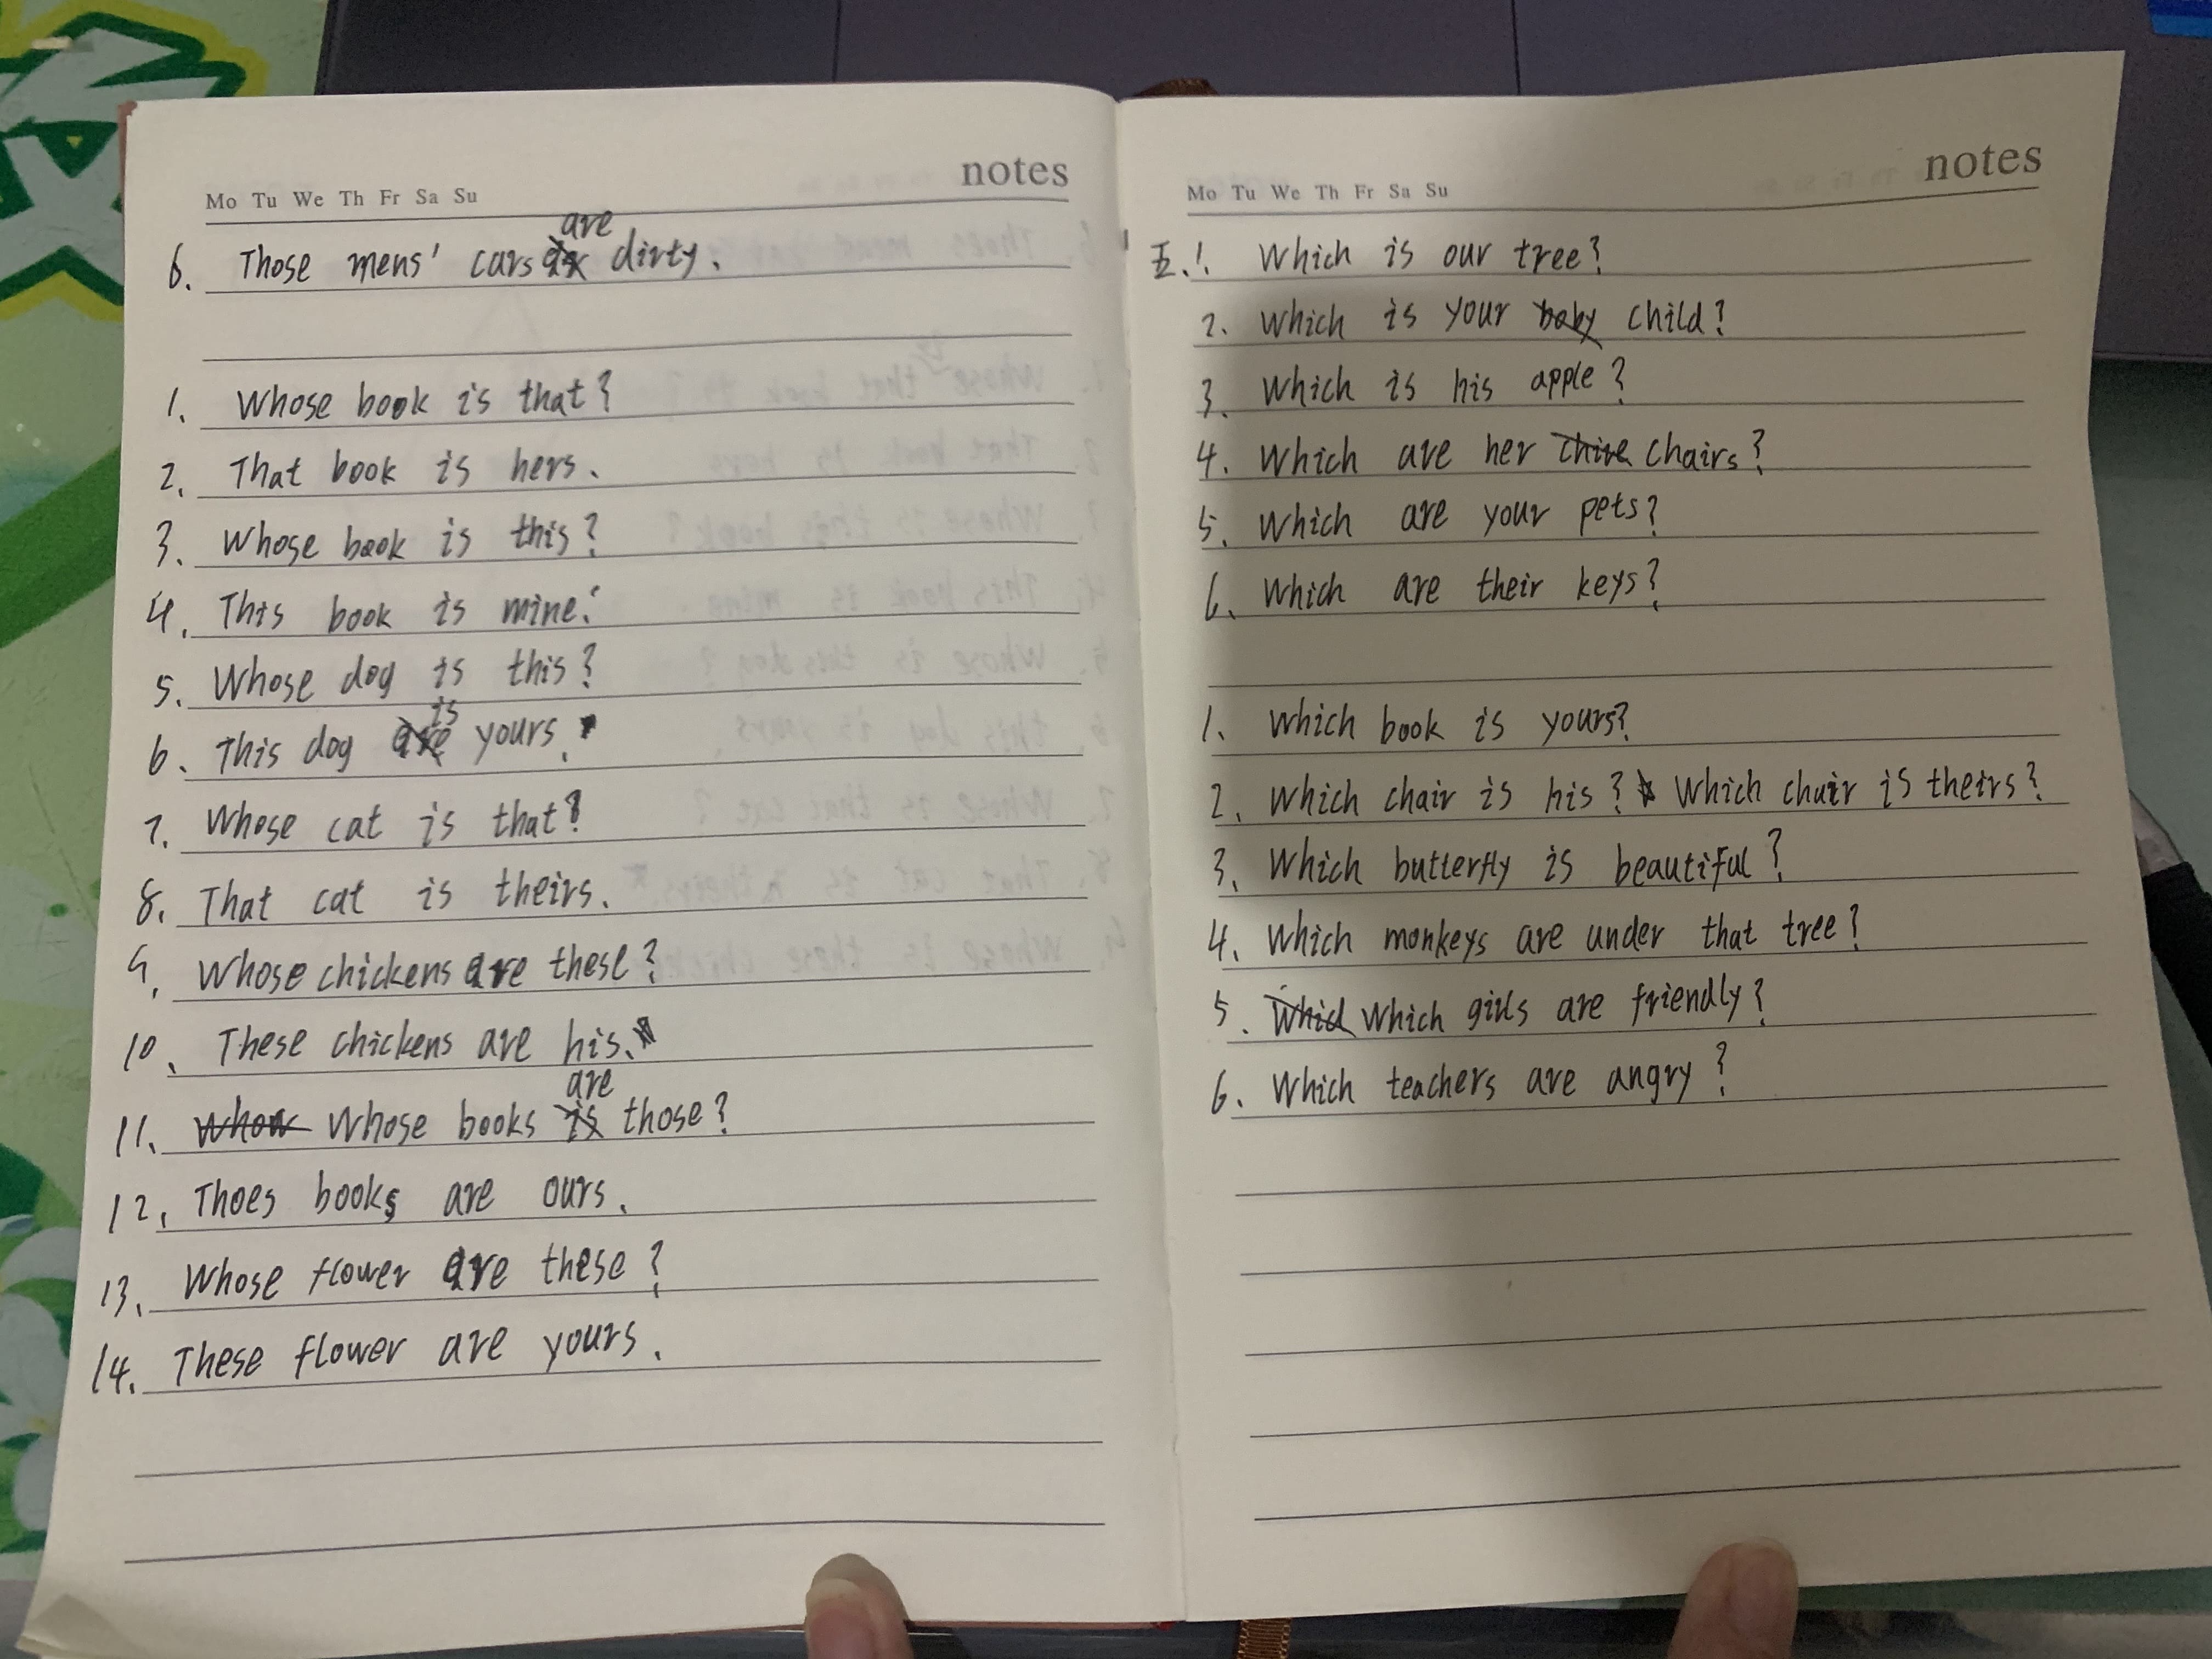 notes
Mo Tu We Th Fr Sa Su
are
6. Those mens' cars dirty.
1. Whose book is that?
2. That book is hers.
3. Whose book is this?
4. This book is mine.
5. Whose dog is this?
is
6. This dog are yours.
7. Whose cat is that?
8. That cat is theirs.
9. Whose chickens are these?
10. These chickens are his.
are
11. Whose books is those?
12. Thoes books are ours.
13. Whose flower are these?
14. These flower are yours.
notes
Mo Tu We Th Fr Sa Su
五.1. Which is our tree?
2. Which is your baby child?
3. Which is his apple?
4. Which are her chire chairs?
5. Which are your pets?
6. Which are their keys?
1. Which book is yours?
2. Which chair is his? Which chair is theirs?
3. Which butterfly is beautiful?
4. Which monkeys are under that tree?
5. Which girls are friendly?
6. Which teachers are angry?